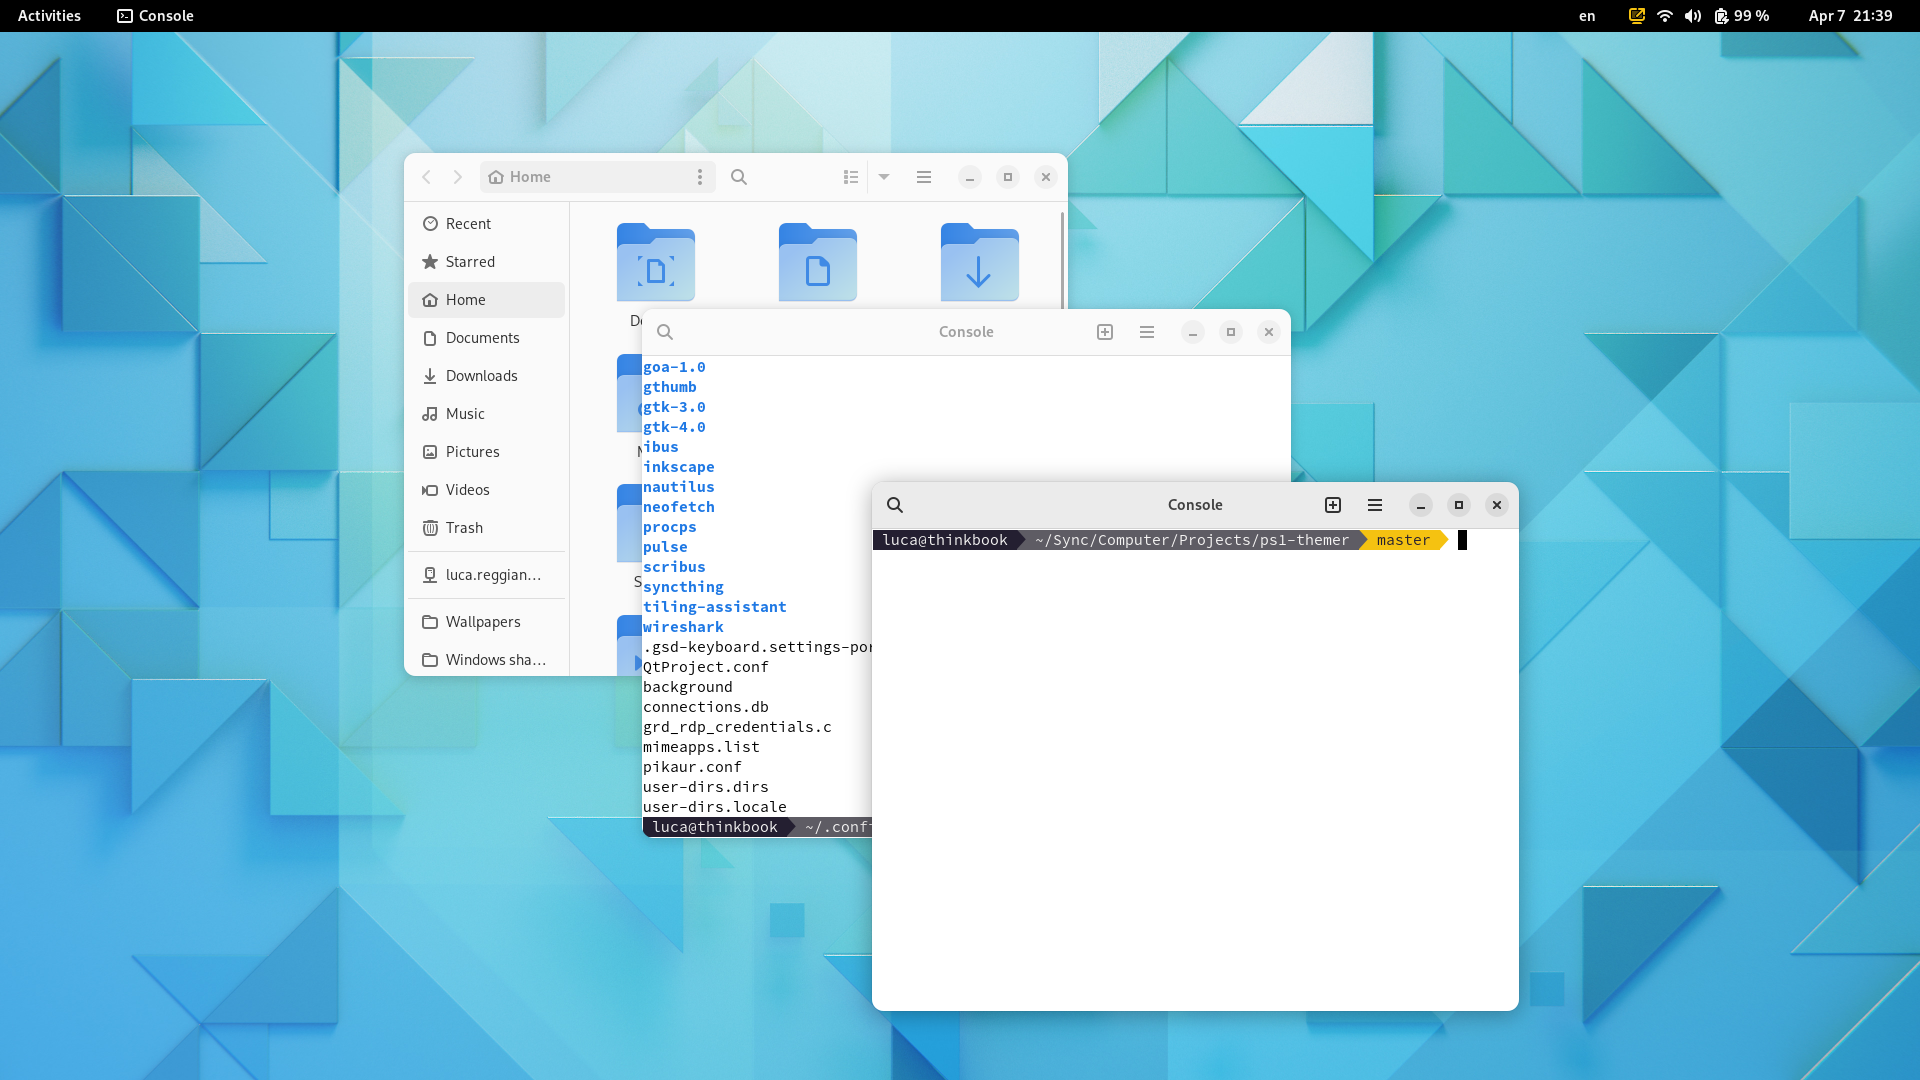 Activities
Console
en
99 %
Apr 7 21:39
Home
Recent
Starred
Home
Documents
Downloads
Music
Pictures
Videos
Trash
luca.reggian…
Wallpapers
Windows sha…
Console
goa-1.0
gthumb
gtk-3.0
gtk-4.0
ibus
inkscape
nautilus
neofetch
procps
pulse
scribus
syncthing
tiling-assistant
wireshark
.gsd-keyboard.settings-por
QtProject.conf
background
connections.db
grd_rdp_credentials.c
mimeapps.list
pikaur.conf
user-dirs.dirs
user-dirs.locale
luca@thinkbook ~/.conf
Console
luca@thinkbook ~/Sync/Computer/Projects/ps1-themer master